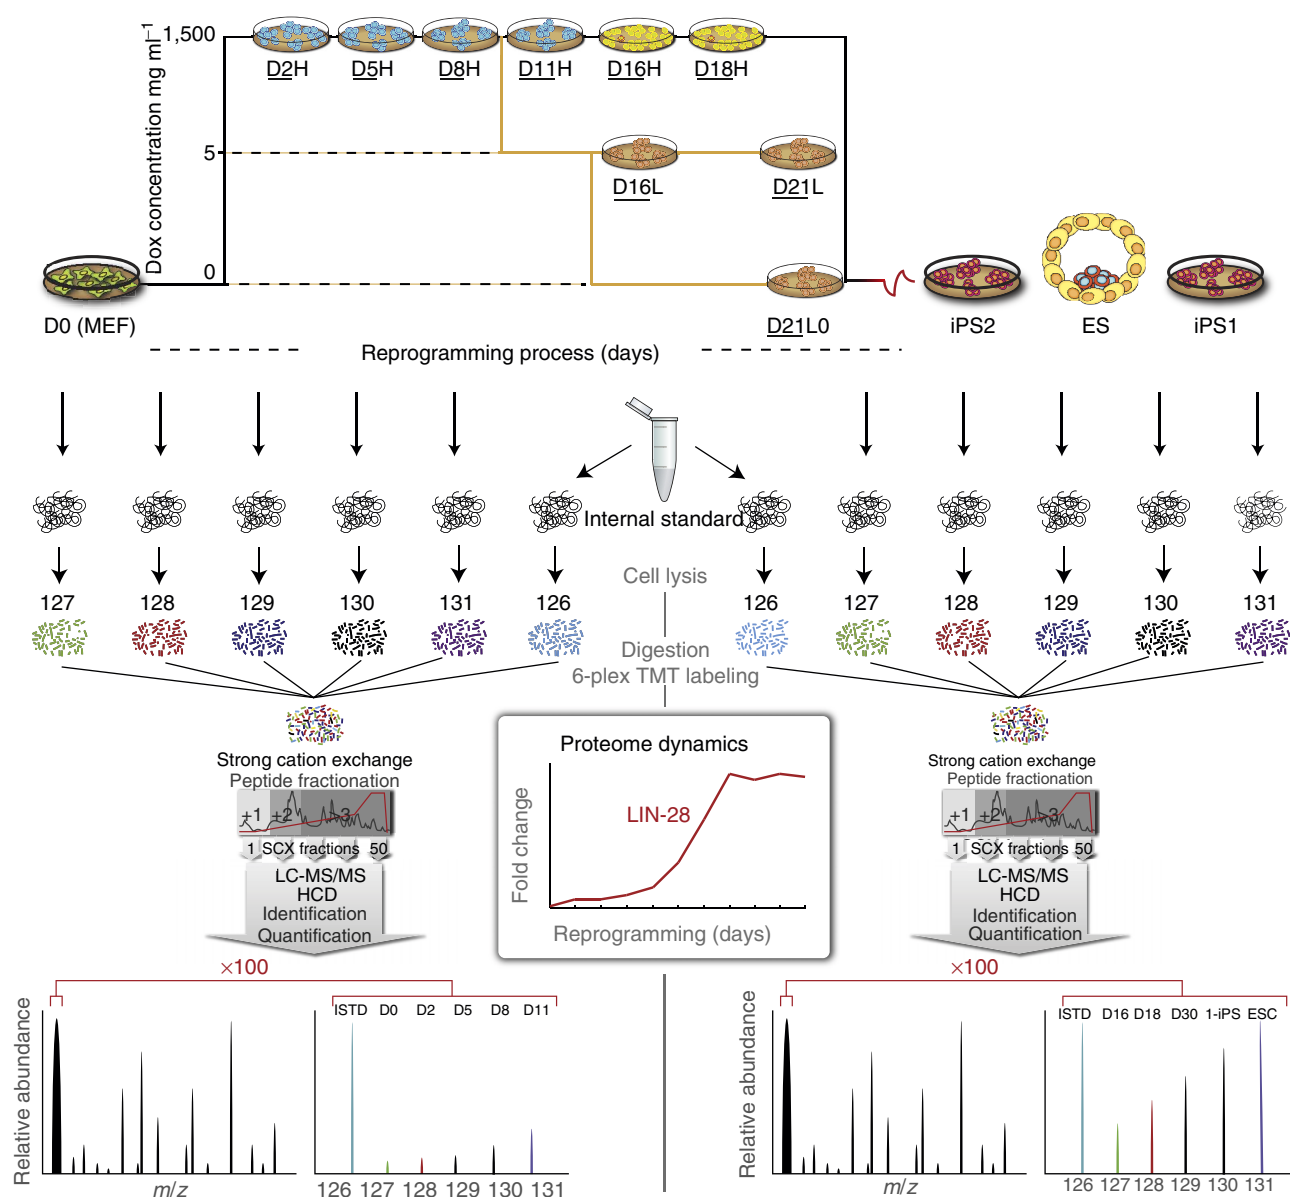 Dox concentration mg ml⁻¹
1,500
5
0
D2H D5H D8H D11H D16H D18H
D16L D21L
D0 (MEF) D21L0 iPS2 ES iPS1
Reprogramming process (days)
Internal standard
Cell lysis
127 128 129 130 131 126 126 127 128 129 130 131
Digestion
6-plex TMT labeling
Strong cation exchange
Peptide fractionation
+1 +2 >3
1 SCX fractions 50
LC-MS/MS
HCD
Identification
Quantification
Proteome dynamics
LIN-28
Fold change
Reprogramming (days)
Strong cation exchange
Peptide fractionation
+1 +2 >3
1 SCX fractions 50
LC-MS/MS
HCD
Identification
Quantification
×100
ISTD D0 D2 D5 D8 D11
Relative abundance
m/z
126 127 128 129 130 131
×100
ISTD D16 D18 D30 1-iPS ESC
Relative abundance
m/z
126 127 128 129 130 131